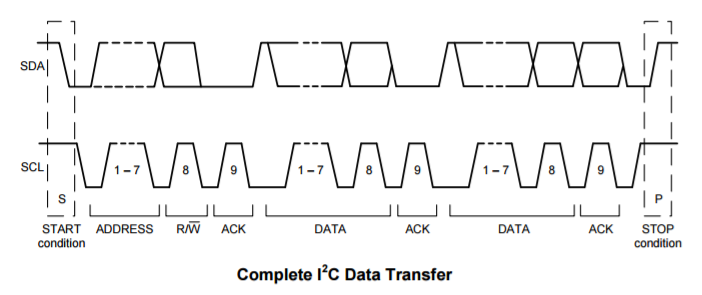 SDA
SCL
1 – 7
8
9
1 – 7
8
9
1 – 7
8
9
S
P
START
condition
ADDRESS
R/W̅
ACK
DATA
ACK
DATA
ACK
STOP
condition
Complete I²C Data Transfer